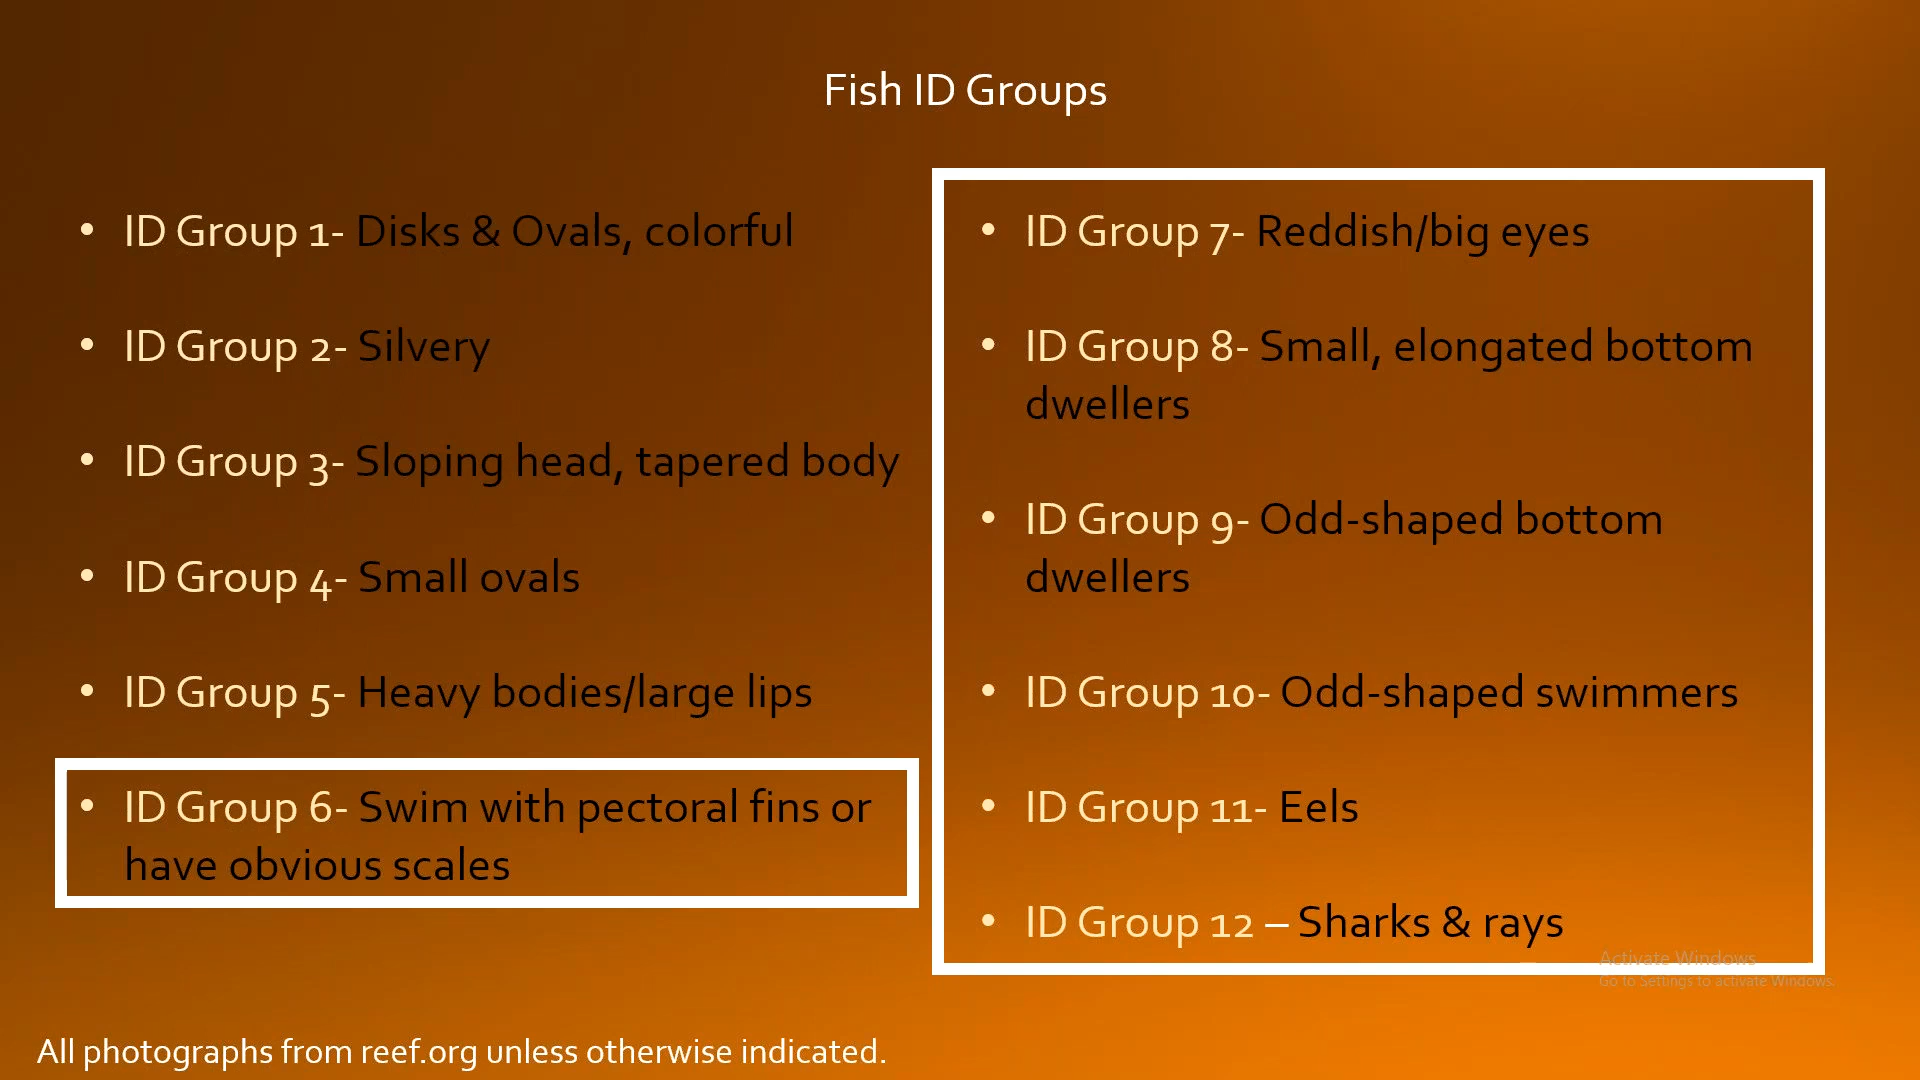 Fish ID Groups
• ID Group 1- Disks & Ovals, colorful
• ID Group 2- Silvery
• ID Group 3- Sloping head, tapered body
• ID Group 4- Small ovals
• ID Group 5- Heavy bodies/large lips
• ID Group 6- Swim with pectoral fins or
have obvious scales
• ID Group 7- Reddish/big eyes
• ID Group 8- Small, elongated bottom
dwellers
• ID Group 9- Odd-shaped bottom
dwellers
• ID Group 10- Odd-shaped swimmers
• ID Group 11- Eels
• ID Group 12 – Sharks & rays
Activate Windows
Go to Settings to activate Windows.
All photographs from reef.org unless otherwise indicated.